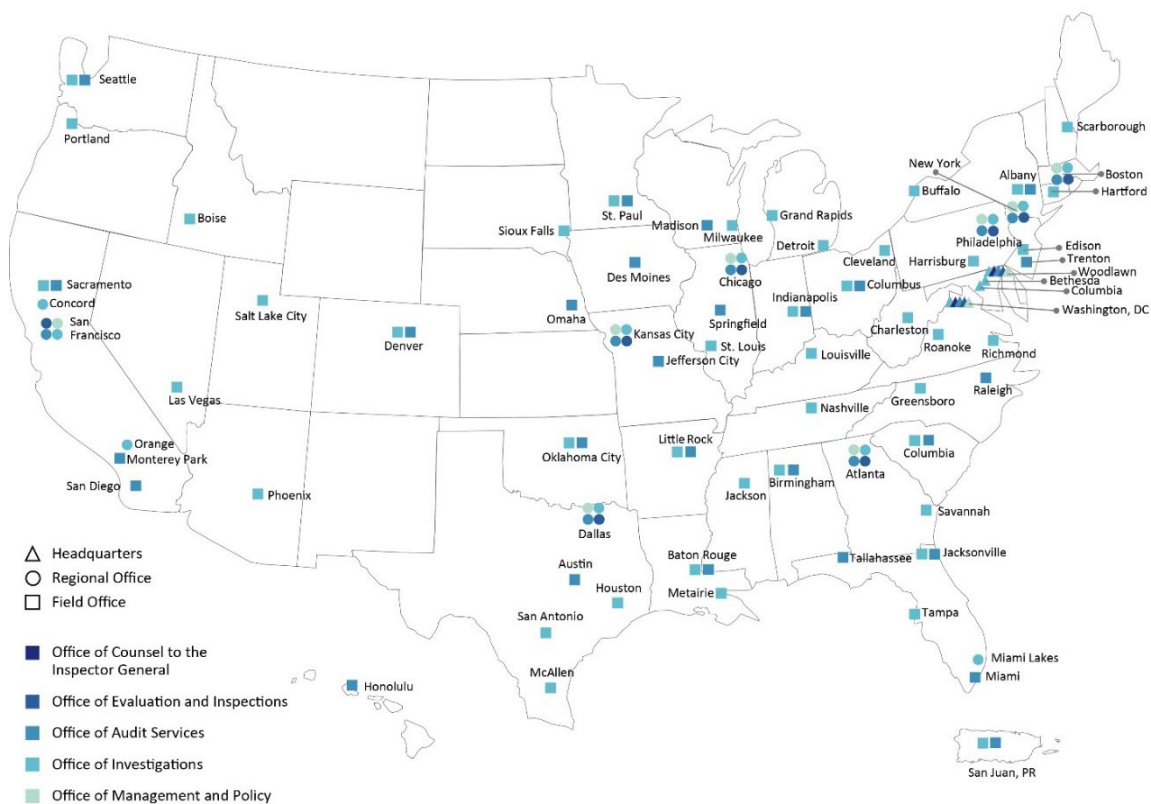 Seattle
Portland
Boise
Sacramento
Concord
San
Francisco
Salt Lake City
Las Vegas
Orange
Monterey Park
San Diego
Phoenix
Denver
Sioux Falls
St. Paul
Madison
Milwaukee
Des Moines
Omaha
Chicago
Grand Rapids
Detroit
Cleveland
Columbus
Indianapolis
Springfield
Kansas City
St. Louis
Jefferson City
Louisville
Nashville
Oklahoma City
Little Rock
Dallas
Austin
Houston
San Antonio
McAllen
Baton Rouge
Metairie
Jackson
Birmingham
Atlanta
Columbia
Savannah
Tallahassee
Jacksonville
Tampa
Miami Lakes
Miami
Charleston
Roanoke
Richmond
Raleigh
Greensboro
Scarborough
New York
Albany
Boston
Buffalo
Hartford
Philadelphia
Edison
Harrisburg
Trenton
Woodlawn
Bethesda
Columbia
Washington, DC
Honolulu
San Juan, PR
Headquarters
Regional Office
Field Office
Office of Counsel to the
Inspector General
Office of Evaluation and Inspections
Office of Audit Services
Office of Investigations
Office of Management and Policy